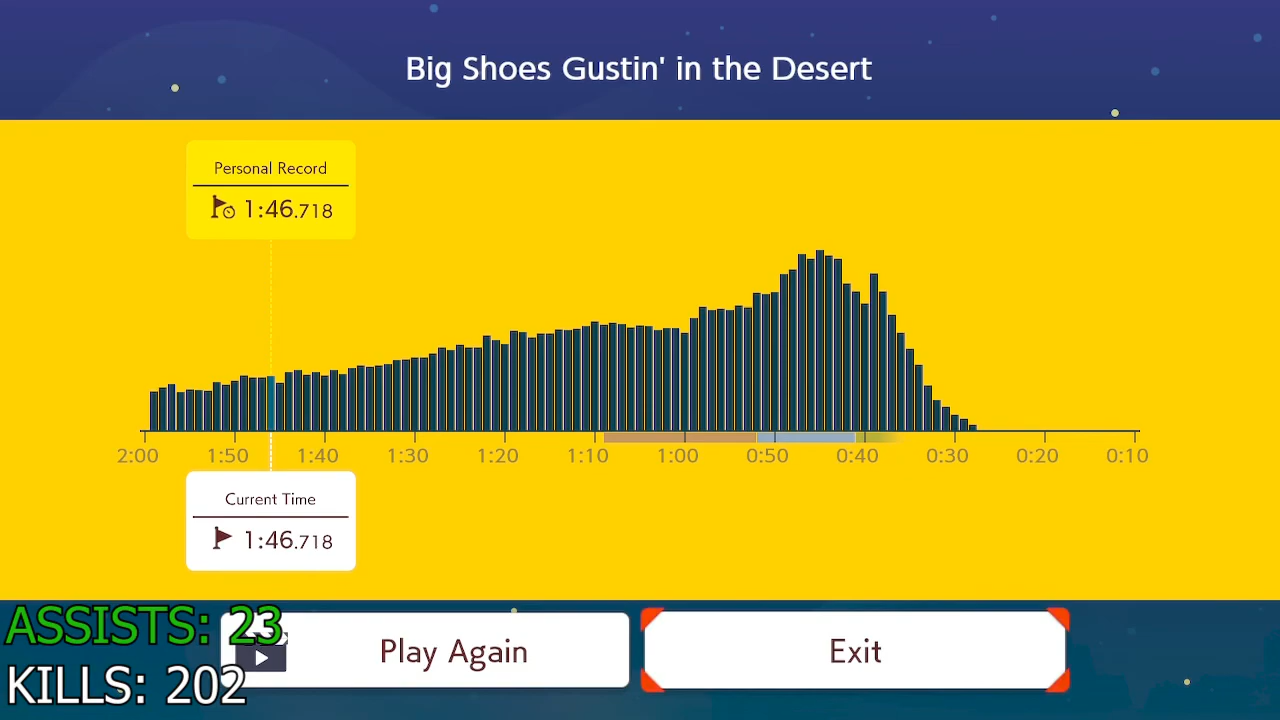 Big Shoes Gustin' in the Desert
Personal Record
1:46.718
2:00 1:50 1:40 1:30 1:20 1:10 1:00 0:50 0:40 0:30 0:20 0:10
Current Time
1:46.718
ASSISTS: 23
KILLS: 202
Play Again
Exit